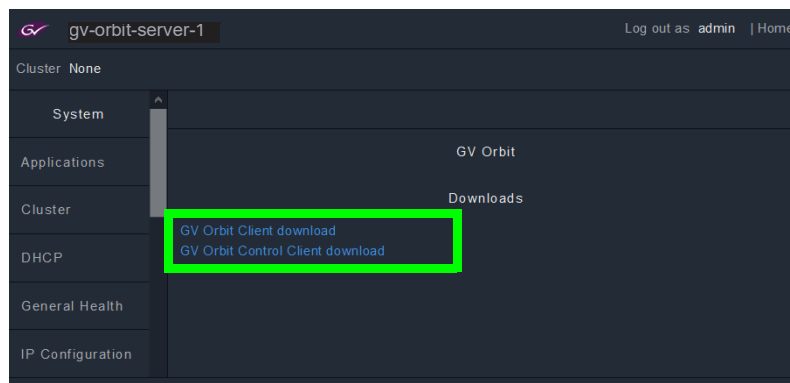 GV gv-orbit-server-1 Log out as admin | Home
Cluster None
System
Applications
Cluster
DHCP
General Health
IP Configuration
GV Orbit
Downloads
GV Orbit Client download
GV Orbit Control Client download